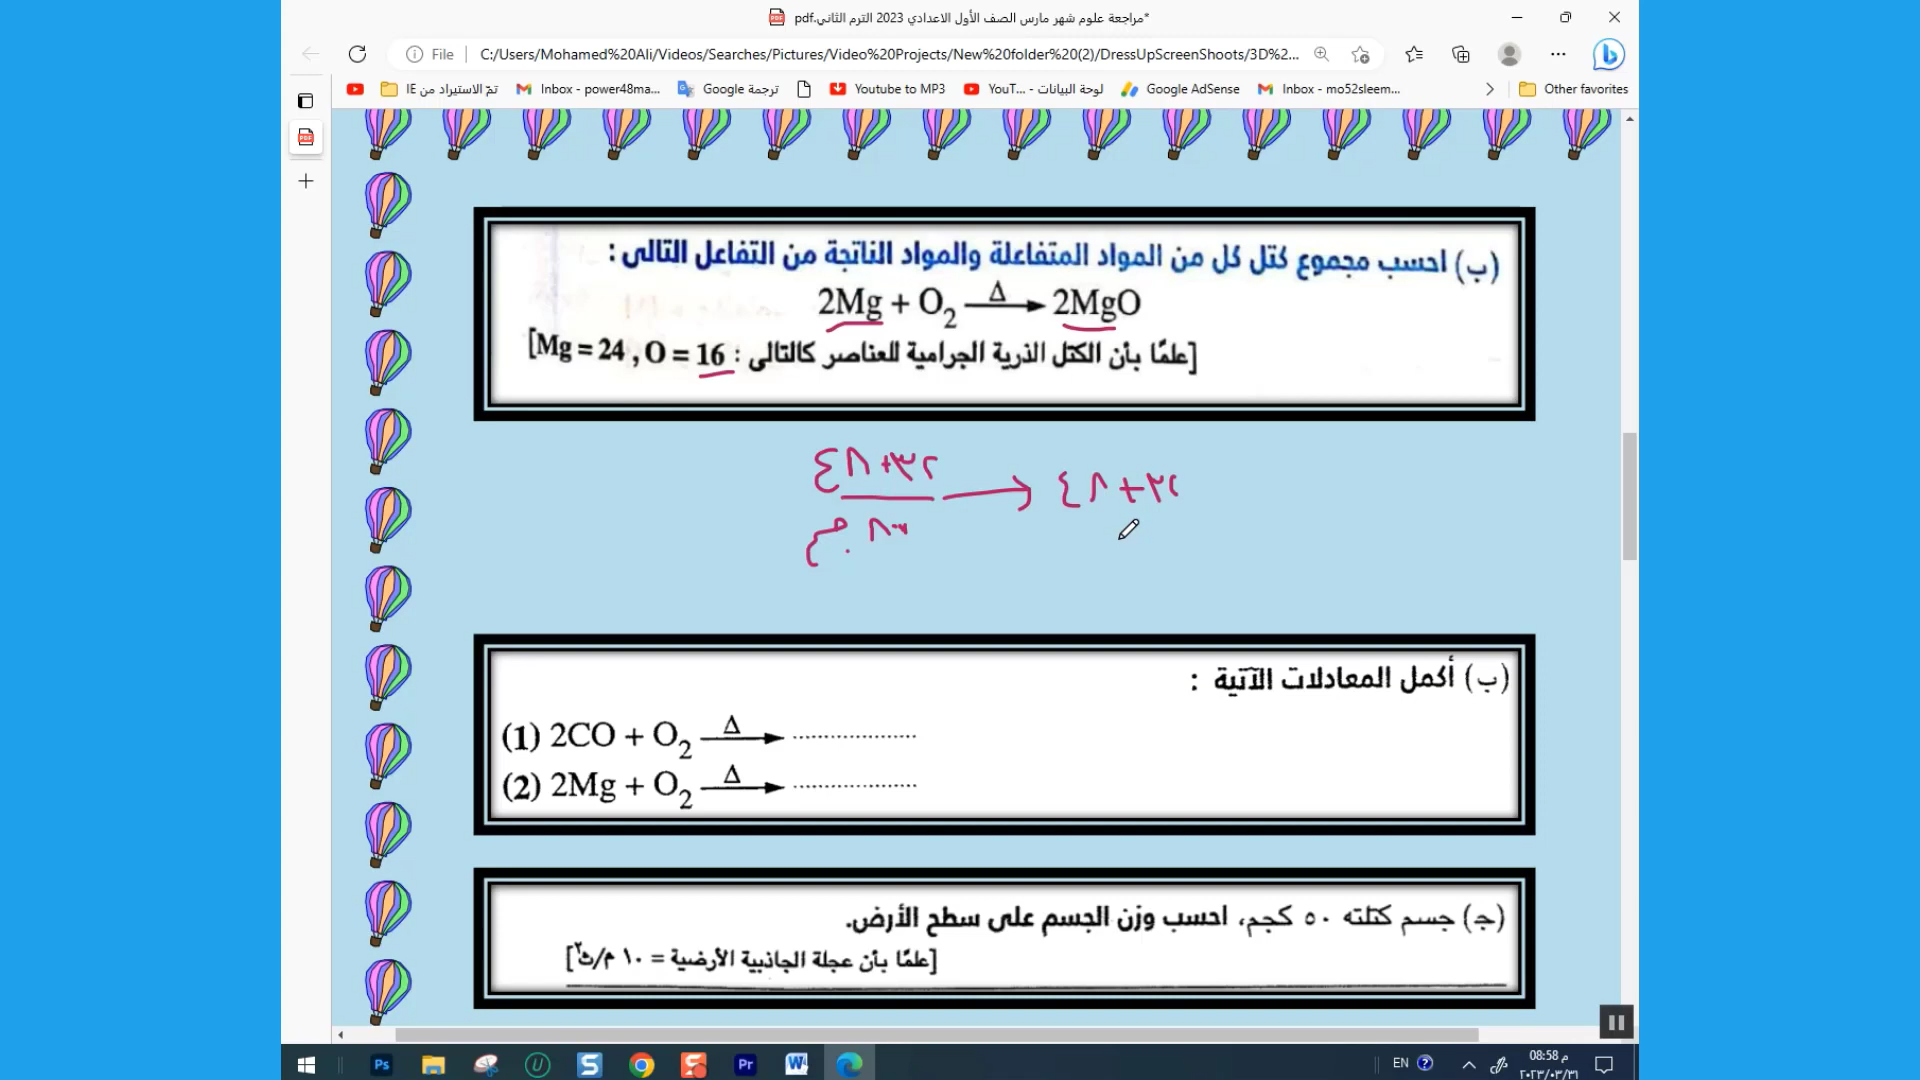 مراجعة علوم شهر مارس الصف الأول الاعدادي 2023 الترم الثاني.pdf*
File
C:/Users/Mohamed%20Ali/Videos/Searches/Pictures/Video%20Projects/New%20folder%20(2)/DressUpScreenShoots/3D%2...
تمّ الاستيراد من IE
Inbox - power48ma...
ترجمة Google
Youtube to MP3
لوحة البيانات - YouT...
Google AdSense
Inbox - mo52sleem...
Other favorites
(ب) احسب مجموع كتل كل من المواد المتفاعلة والمواد الناتجة من التفاعل التالى :
2Mg + O2 Δ→ 2MgO
[علمًا بأن الكتل الذرية الجرامية للعناصر كالتالى : Mg = 24 , O = 16]
٤٨+٣٢ → ٤٨+٣٢
٨٠ جم
(ب) أكمل المعادلات الآتية :
(1) 2CO + O2 Δ→ ..................
(2) 2Mg + O2 Δ→ ..................
(جـ) جسم كتلته ٥٠ كجم، احسب وزن الجسم على سطح الأرض.
[علمًا بأن عجلة الجاذبية الأرضية = ١٠ م/ث٢]
Ps
U
S
S
Pr
W
EN
08:58 م
٢٠٢٣/٠٣/٣١